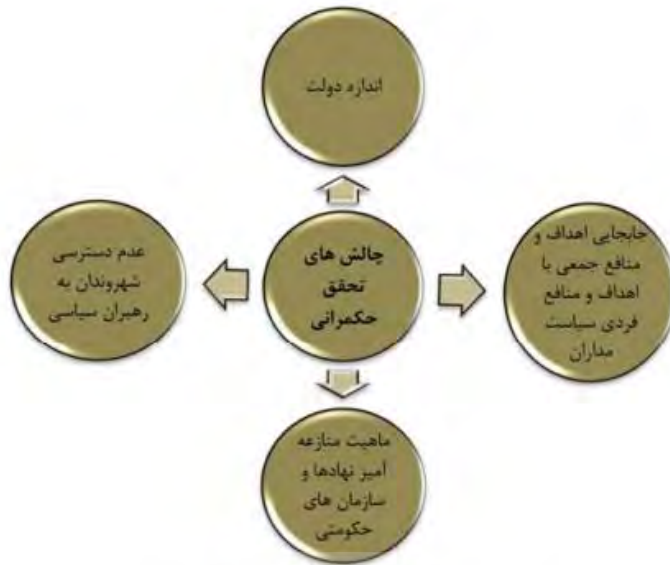 اندازه دولت
جابجایی اهداف و
منافع جمعی با
اهداف و منافع
فردی سیاست
مداران
چالش های
تحقق
حکمرانی
عدم دسترسی
شهروندان به
رهبران سیاسی
ماهیت منازعه
آمیز نهادها و
سازمان های
حکومتی